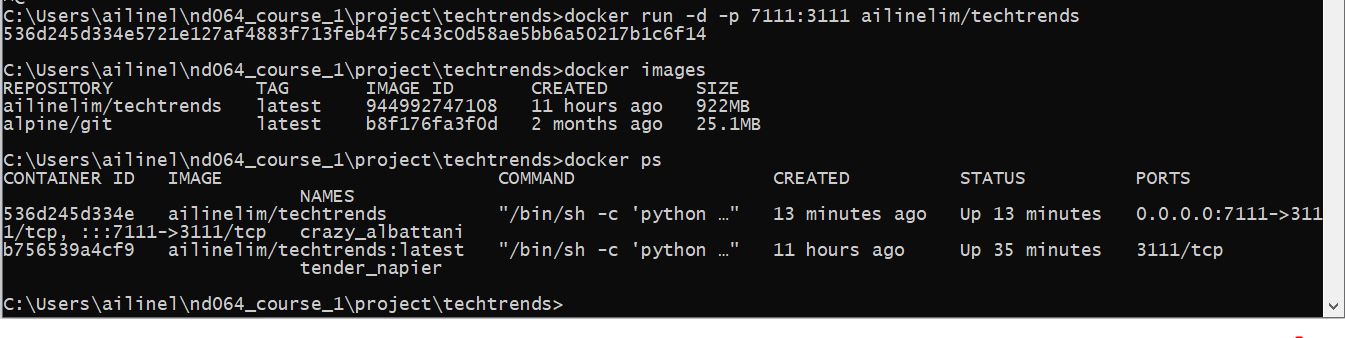 C:\Users\ailinel\nd064_course_1\project\techtrends>docker run -d -p 7111:3111 ailinelim/techtrends
536d245d334e5721e127af4883f713feb4f75c43c0d58ae5bb6a50217b1c6f14
C:\Users\ailinel\nd064_course_1\project\techtrends>docker images
REPOSITORY TAG IMAGE ID CREATED SIZE
ailinelim/techtrends latest 944992747108 11 hours ago 922MB
alpine/git latest b8f176fa3f0d 2 months ago 25.1MB
C:\Users\ailinel\nd064_course_1\project\techtrends>docker ps
CONTAINER ID IMAGE COMMAND CREATED STATUS PORTS
NAMES
536d245d334e ailinelim/techtrends "/bin/sh -c 'python …" 13 minutes ago Up 13 minutes 0.0.0.0:7111->311
1/tcp, :::7111->3111/tcp crazy_albattani
b756539a4cf9 ailinelim/techtrends:latest "/bin/sh -c 'python …" 11 hours ago Up 35 minutes 3111/tcp
tender_napier
C:\Users\ailinel\nd064_course_1\project\techtrends>